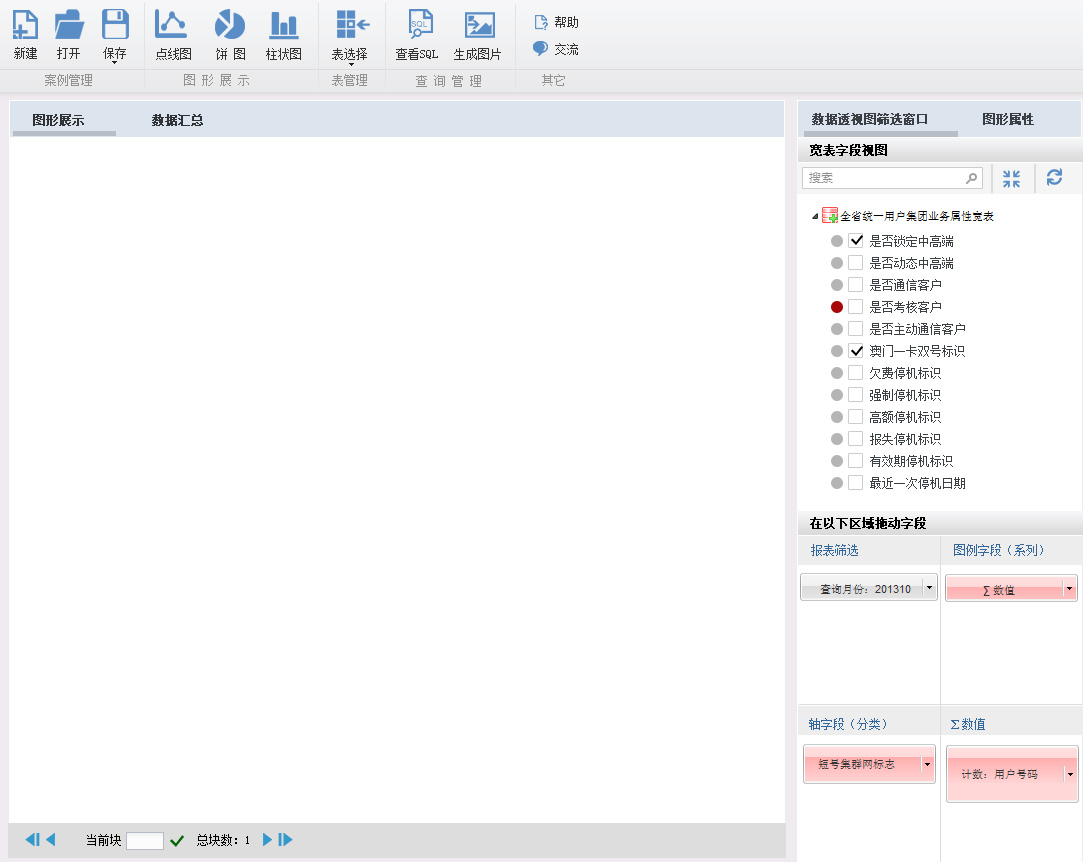 新建 打开 保存 点线图 饼 图 柱状图 表选择 查看SQL 生成图片
SQL
帮助
交流
案例管理 图 形 展 示 表管理 查 询 管 理 其它
图形展示 数据汇总
数据透视图筛选窗口 图形属性
宽表字段视图
搜索
全省统一用户集团业务属性宽表
是否锁定中高端
是否动态中高端
是否通信客户
是否考核客户
是否主动通信客户
澳门一卡双号标识
欠费停机标识
强制停机标识
高额停机标识
报失停机标识
有效期停机标识
最近一次停机日期
在以下区域拖动字段
报表筛选 图例字段（系列）
查询月份：201310 ∑ 数值
轴字段（分类） Σ数值
短号集群网标志 计数：用户号码
当前块 总块数：1